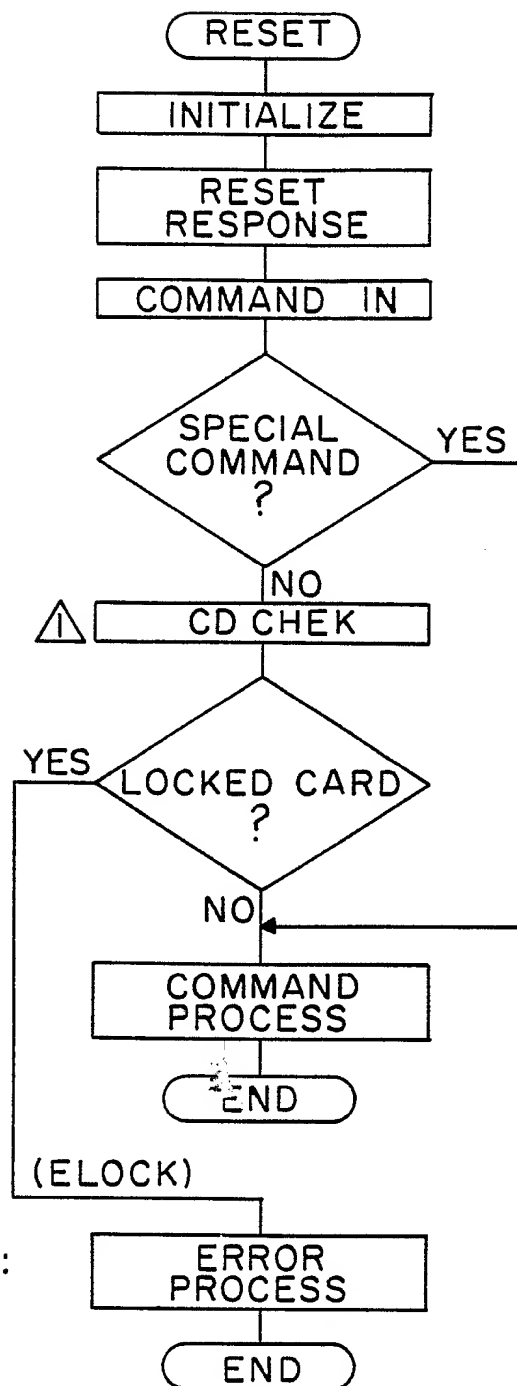 RESET
INITIALIZE
RESET
RESPONSE
COMMAND IN
SPECIAL
COMMAND
?
YES
NO
1
CD CHEK
YES
LOCKED CARD
?
NO
COMMAND
PROCESS
END
(ELOCK)
:
ERROR
PROCESS
END